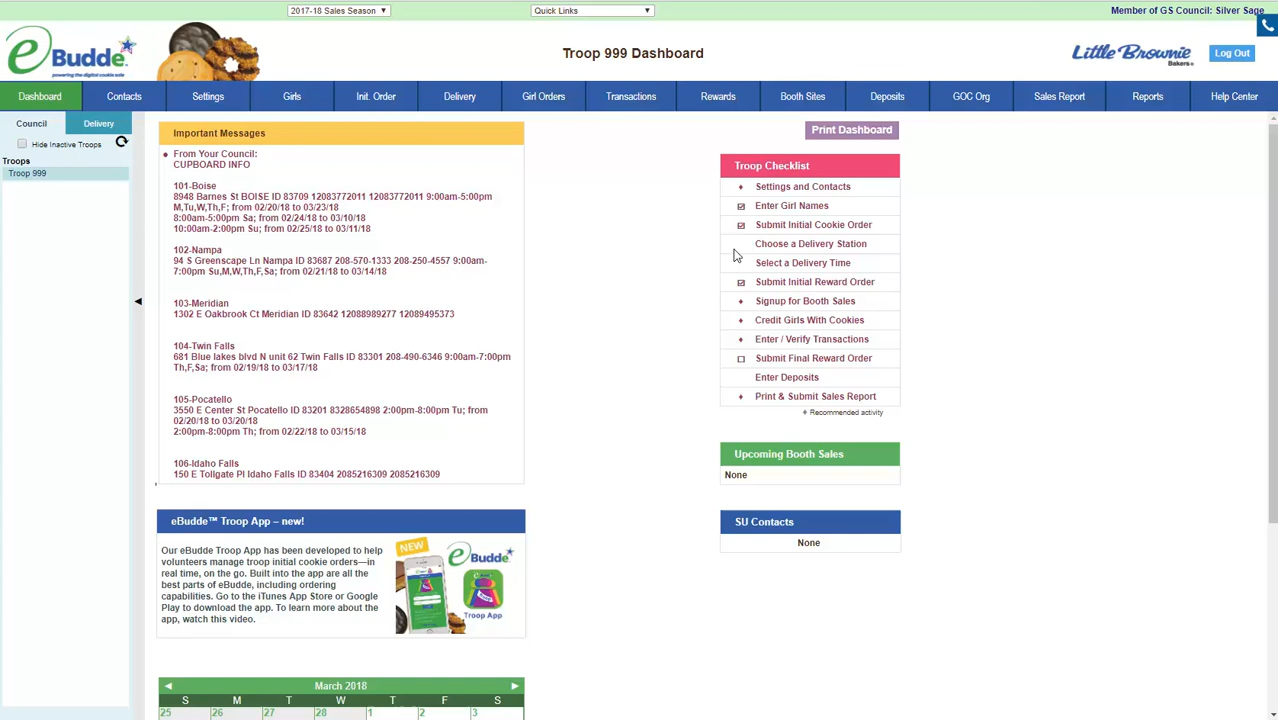 2017-18 Sales Season
Quick Links
Member of GS Council: Silver Sage
eBudde
powering the digital cookie sale
Troop 999 Dashboard
Little Brownie
Bakers
Log Out
Dashboard
Contacts
Settings
Girls
Init. Order
Delivery
Girl Orders
Transactions
Rewards
Booth Sites
Deposits
GOC Org
Sales Report
Reports
Help Center
Council
Delivery
Hide Inactive Troops
Troops
Troop 999
Important Messages
From Your Council:
CUPBOARD INFO
101-Boise
8948 Barnes St BOISE ID 83709 12083772011 12083772011 9:00am-5:00pm
M,Tu,W,Th,F; from 02/20/18 to 03/23/18
8:00am-5:00pm Sa; from 02/24/18 to 03/10/18
10:00am-2:00pm Su; from 02/25/18 to 03/11/18
102-Nampa
94 S Greenscape Ln Nampa ID 83687 208-570-1333 208-250-4557 9:00am-
7:00pm Su,M,W,Th,F,Sa; from 02/21/18 to 03/14/18
103-Meridian
1302 E Oakbrook Ct Meridian ID 83642 12088989277 12089495373
104-Twin Falls
681 Blue lakes blvd N unit 62 Twin Falls ID 83301 208-490-6346 9:00am-7:00pm
Th,F,Sa; from 02/19/18 to 03/17/18
105-Pocatello
3550 E Center St Pocatello ID 83201 8328654898 2:00pm-8:00pm Tu; from
02/20/18 to 03/20/18
2:00pm-8:00pm Th; from 02/22/18 to 03/15/18
106-Idaho Falls
150 E Tollgate Pl Idaho Falls ID 83404 2085216309 2085216309
Print Dashboard
Troop Checklist
Settings and Contacts
Enter Girl Names
Submit Initial Cookie Order
Choose a Delivery Station
Select a Delivery Time
Submit Initial Reward Order
Signup for Booth Sales
Credit Girls With Cookies
Enter / Verify Transactions
Submit Final Reward Order
Enter Deposits
Print & Submit Sales Report
♦ Recommended activity
Upcoming Booth Sales
None
SU Contacts
None
eBudde™ Troop App – new!
Our eBudde Troop App has been developed to help
volunteers manage troop initial cookie orders—in
real time, on the go. Built into the app are all the
best parts of eBudde, including ordering
capabilities. Go to the iTunes App Store or Google
Play to download the app. To learn more about the
app, watch this video.
NEW
eBudde
Troop App
March 2018
S M T W T F S
25 26 27 28 1 2 3